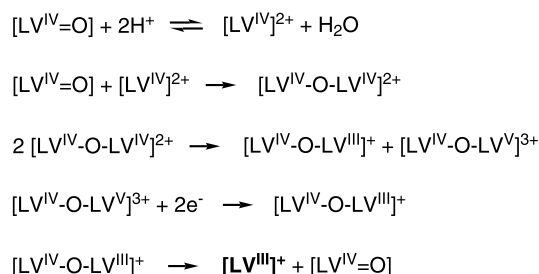 [LV^IV=O] + 2H^+ ⇌ [LV^IV]^2+ + H₂O
[LV^IV=O] + [LV^IV]^2+ → [LV^IV-O-LV^IV]^2+
2 [LV^IV-O-LV^IV]^2+ → [LV^IV-O-LV^III]^+ + [LV^IV-O-LV^V]^3+
[LV^IV-O-LV^V]^3+ + 2e^- → [LV^IV-O-LV^III]^+
[LV^IV-O-LV^III]^+ → [LV^III]^+ + [LV^IV=O]